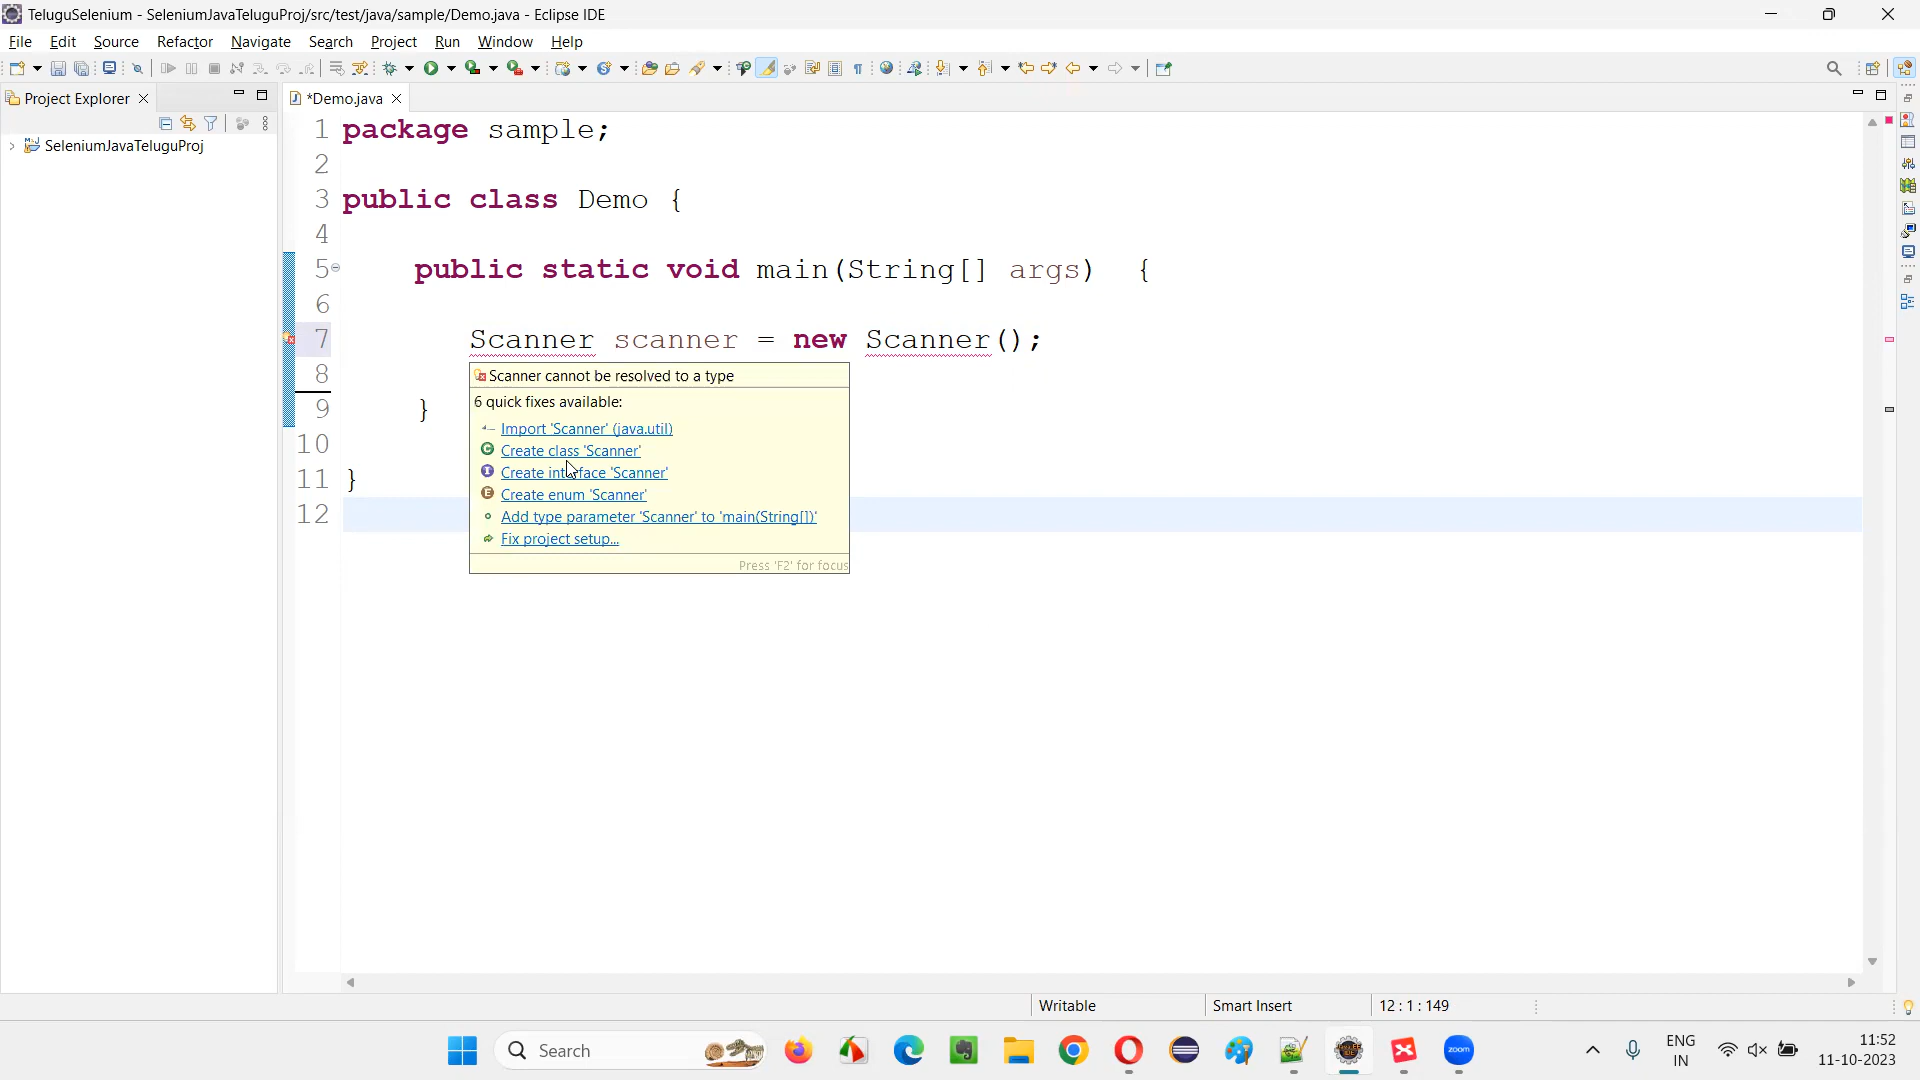 TeluguSelenium - SeleniumJavaTeluguProj/src/test/java/sample/Demo.java - Eclipse IDE
File Edit Source Refactor Navigate Search Project Run Window Help
Project Explorer
*Demo.java
SeleniumJavaTeluguProj
1 package sample;
2
3 public class Demo {
4
5 public static void main(String[] args) {
6
7 Scanner scanner = new Scanner();
8
9 }
10
11 }
12
Scanner cannot be resolved to a type
6 quick fixes available:
Import 'Scanner' (java.util)
Create class 'Scanner'
Create interface 'Scanner'
Create enum 'Scanner'
Add type parameter 'Scanner' to 'main(String[])'
Fix project setup...
Press 'F2' for focus
Writable Smart Insert 12 : 1 : 149
Search
zoom
ENG
IN
11:52
11-10-2023